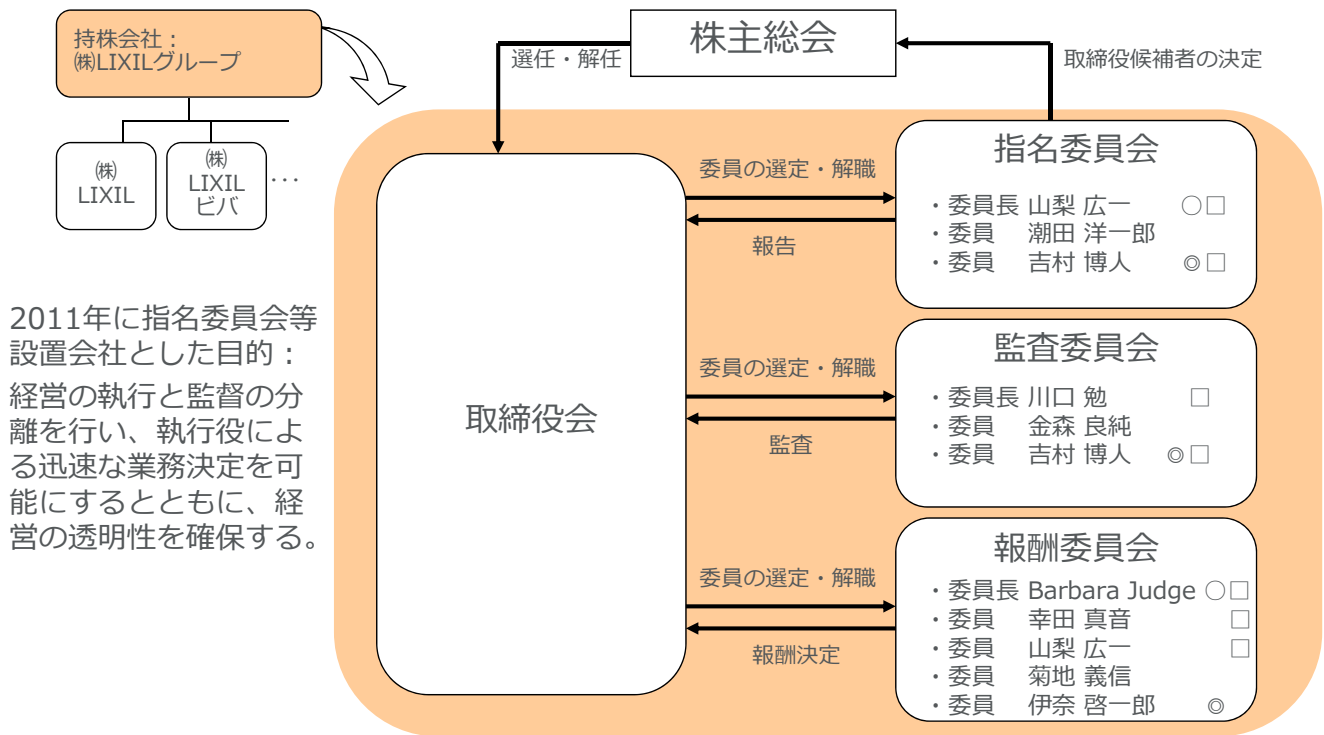 持株会社：
㈱LIXILグループ
㈱
LIXIL
㈱
LIXIL
ビバ
…
2011年に指名委員会等
設置会社とした目的：
経営の執行と監督の分
離を行い、執行役によ
る迅速な業務決定を可
能にするとともに、経
営の透明性を確保する。
株主総会
選任・解任
取締役候補者の決定
取締役会
委員の選定・解職
報告
指名委員会
・委員長 山梨 広一 ○□
・委員 潮田 洋一郎
・委員 吉村 博人 ◎□
委員の選定・解職
監査
監査委員会
・委員長 川口 勉 □
・委員 金森 良純
・委員 吉村 博人 ◎□
委員の選定・解職
報酬決定
報酬委員会
・委員長 Barbara Judge ○□
・委員 幸田 真音 □
・委員 山梨 広一 □
・委員 菊地 義信
・委員 伊奈 啓一郎 ◎